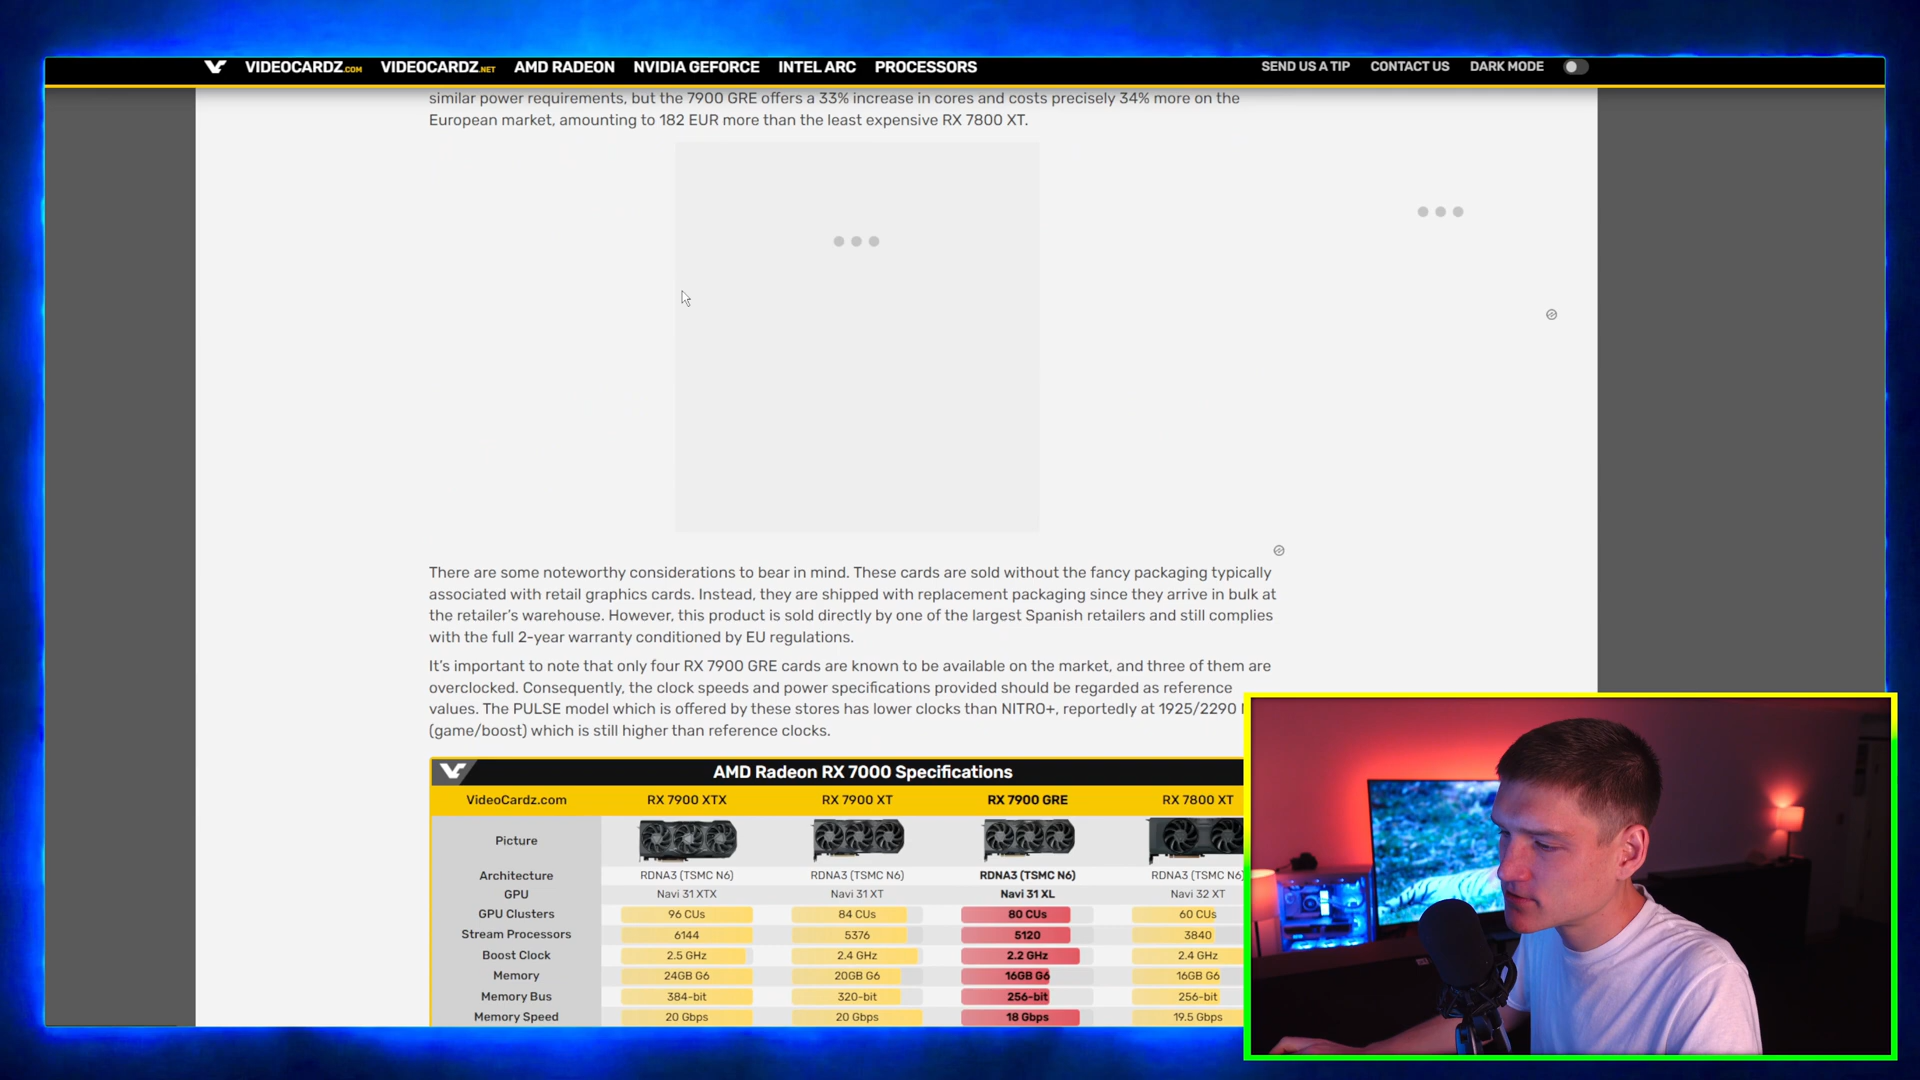 VIDEOCARDZ.COM VIDEOCARDZ.NET AMD RADEON NVIDIA GEFORCE INTEL ARC PROCESSORS SEND US A TIP CONTACT US DARK MODE
similar power requirements, but the 7900 GRE offers a 33% increase in cores and costs precisely 34% more on the
European market, amounting to 182 EUR more than the least expensive RX 7800 XT.
There are some noteworthy considerations to bear in mind. These cards are sold without the fancy packaging typically
associated with retail graphics cards. Instead, they are shipped with replacement packaging since they arrive in bulk at
the retailer's warehouse. However, this product is sold directly by one of the largest Spanish retailers and still complies
with the full 2-year warranty conditioned by EU regulations.
It's important to note that only four RX 7900 GRE cards are known to be available on the market, and three of them are
overclocked. Consequently, the clock speeds and power specifications provided should be regarded as reference
values. The PULSE model which is offered by these stores has lower clocks than NITRO+, reportedly at 1925/2290
(game/boost) which is still higher than reference clocks.
AMD Radeon RX 7000 Specifications
VideoCardz.com RX 7900 XTX RX 7900 XT RX 7900 GRE RX 7800 XT
Picture
Architecture RDNA3 (TSMC N6) RDNA3 (TSMC N6) RDNA3 (TSMC N6) RDNA3 (TSMC N6)
GPU Navi 31 XTX Navi 31 XT Navi 31 XL Navi 32 XT
GPU Clusters 96 CUs 84 CUs 80 CUs 60 CUs
Stream Processors 6144 5376 5120 3840
Boost Clock 2.5 GHz 2.4 GHz 2.2 GHz 2.4 GHz
Memory 24GB G6 20GB G6 16GB G6 16GB G6
Memory Bus 384-bit 320-bit 256-bit 256-bit
Memory Speed 20 Gbps 20 Gbps 18 Gbps 19.5 Gbps